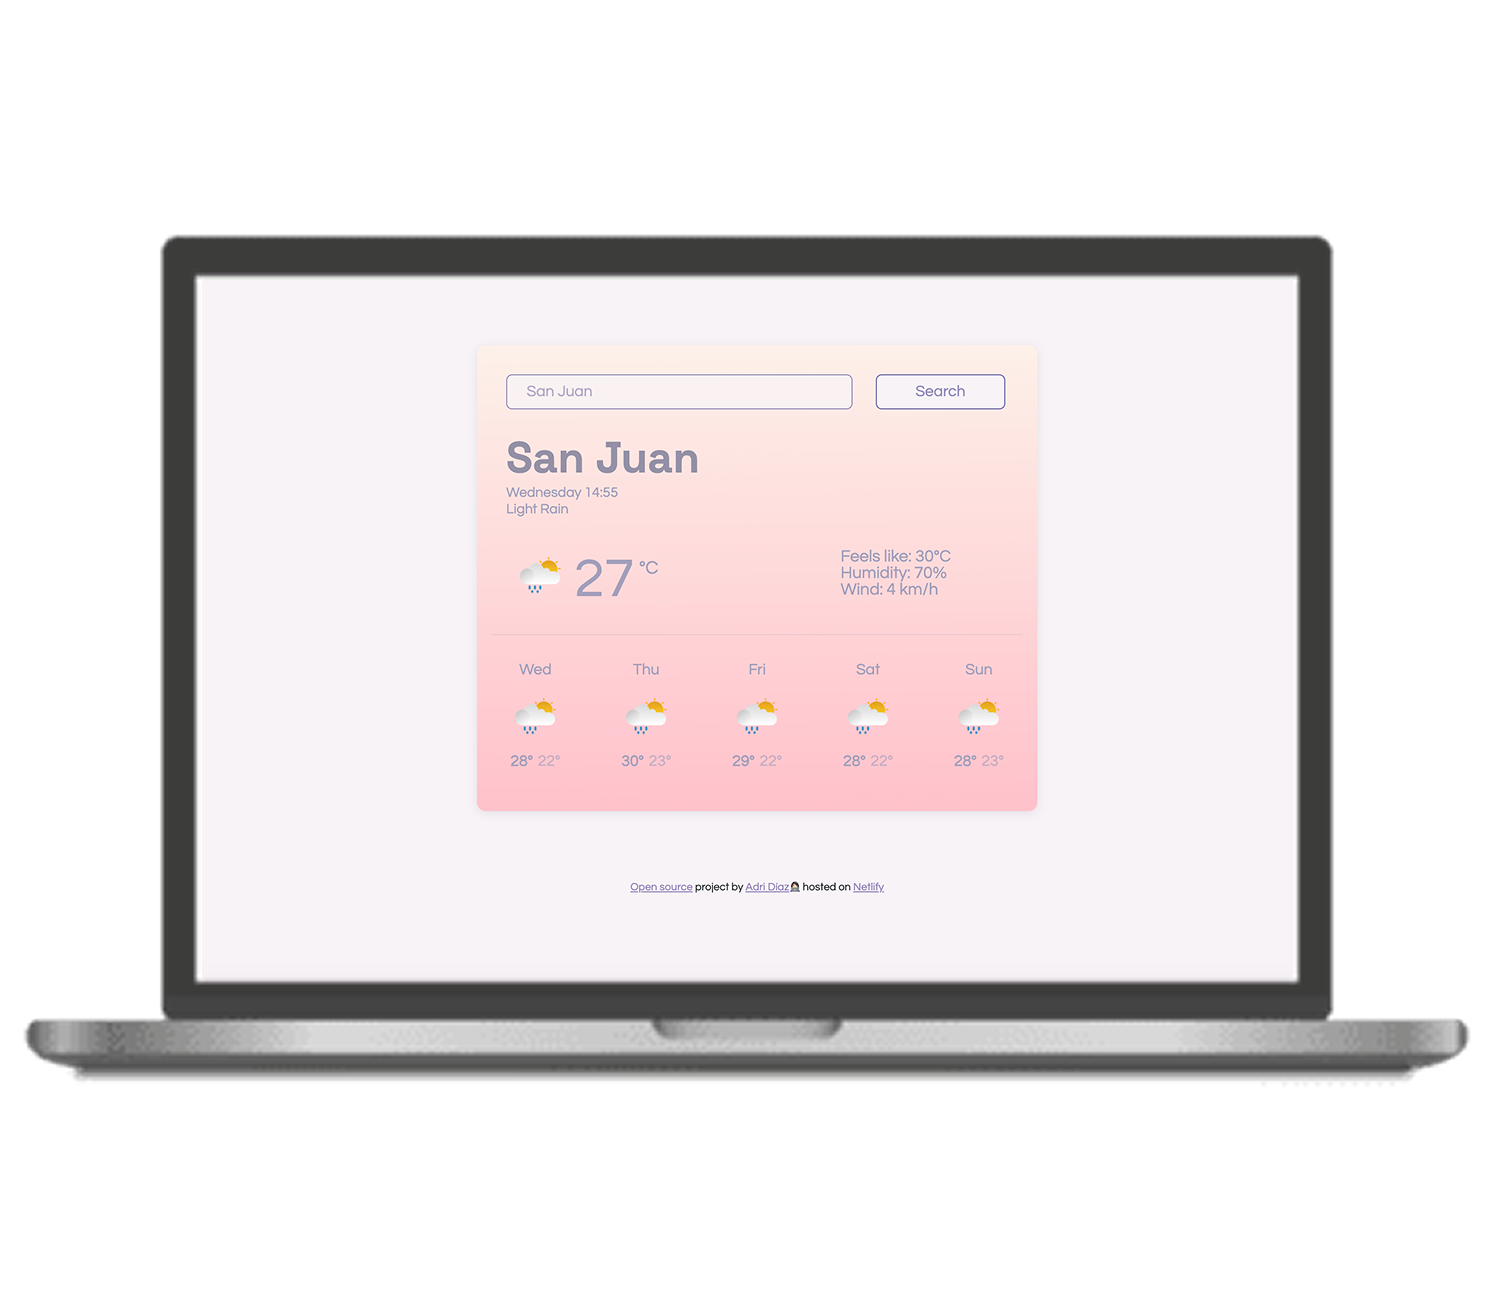 San Juan
Search
San Juan
Wednesday 14:55
Light Rain
27 °C
Feels like: 30°C
Humidity: 70%
Wind: 4 km/h
Wed Thu Fri Sat Sun
28° 22° 30° 23° 29° 22° 28° 22° 28° 23°
Open source project by Adri Diaz hosted on Netlify